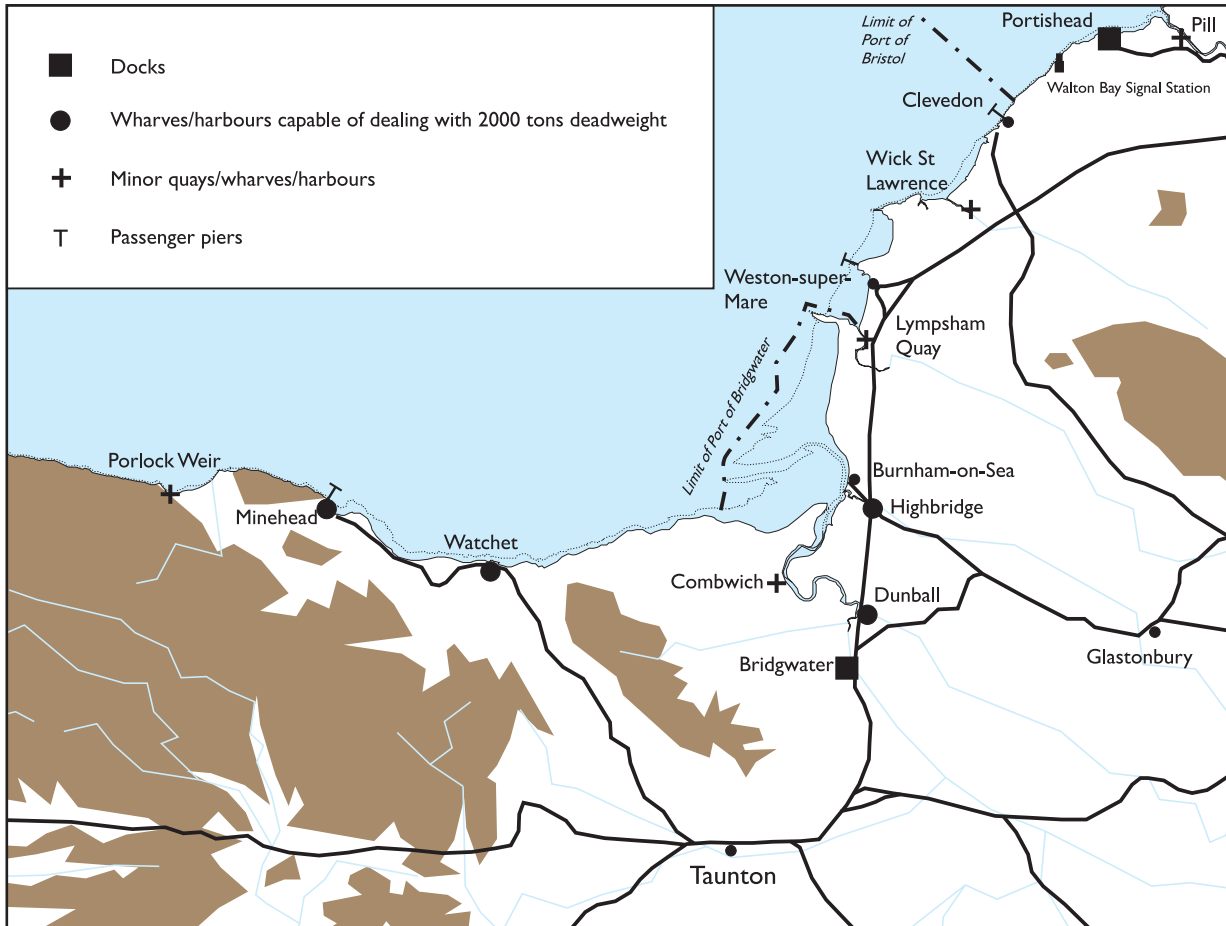 Docks
Wharves/harbours capable of dealing with 2000 tons deadweight
Minor quays/wharves/harbours
Passenger piers
Limit of
Port of
Bristol
Portishead
Pill
Walton Bay Signal Station
Clevedon
Wick St
Lawrence
Weston-super-
Mare
Lympsham
Quay
Limit of Port of Bridgwater
Porlock Weir
Minehead
Watchet
Burnham-on-Sea
Highbridge
Combwich
Dunball
Bridgwater
Glastonbury
Taunton